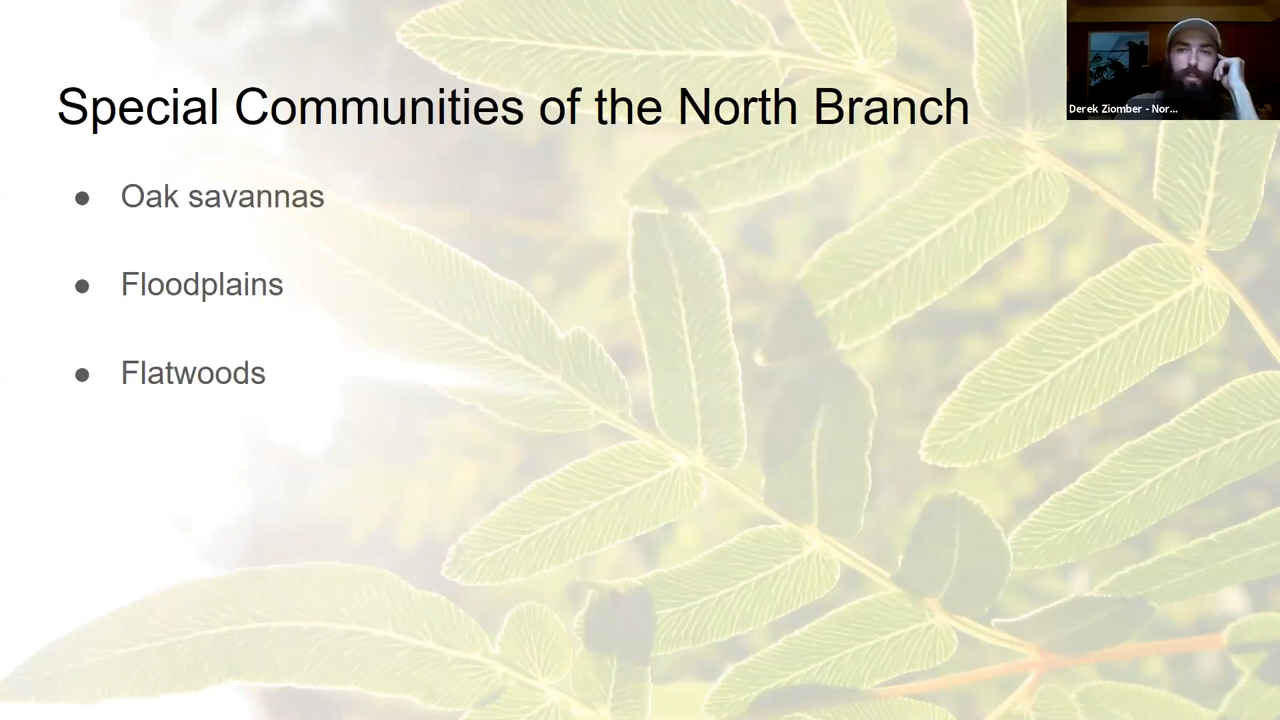 Special Communities of the North Branch
● Oak savannas
● Floodplains
● Flatwoods
Derek Ziomber - Nor...